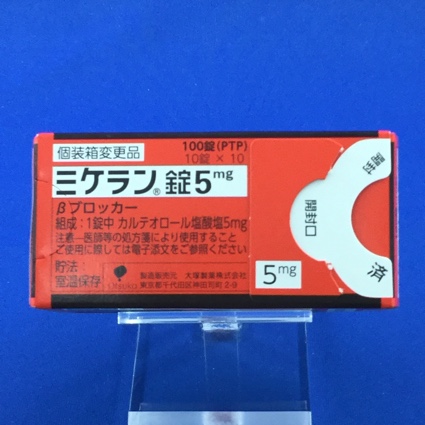 個装箱変更品
100錠(PTP)
10錠×10
ミケラン®錠5mg
βブロッカー
組成:1錠中 カルテオロール塩酸塩5mg
注意-医師等の処方箋により使用すること
ご使用に際しては電子添文をご参照ください
貯法:
室温保存
Otsuka
製造販売元 大塚製薬株式会社
東京都千代田区神田司町2-9
開封口
開封
済
5mg